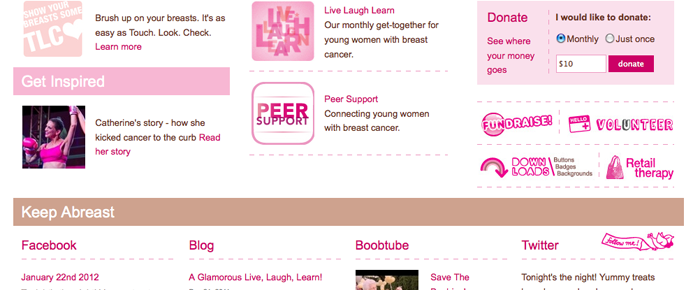 SHOW YOUR
BREASTS SOME
TLC
Brush up on your breasts. It's as
easy as Touch. Look. Check.
Learn more
Get Inspired
Catherine's story - how she
kicked cancer to the curb Read
her story
LIVE
LAUGH
LEARN
Live Laugh Learn
Our monthly get-together for
young women with breast
cancer.
PEER
SUPPORT
Peer Support
Connecting young women
with breast cancer.
Donate
See where
your money
goes
I would like to donate:
Monthly Just once
$10 donate
FUNDRAISE!
HELLO VOLUNTEER
DOWN
LOADS
Buttons
Badges
Backgrounds
Retail
therapy
Keep Abreast
Facebook
January 22nd 2012
Blog
A Glamorous Live, Laugh, Learn!
Boobtube
Save The
Twitter
follow me!
Tonight's the night! Yummy treats